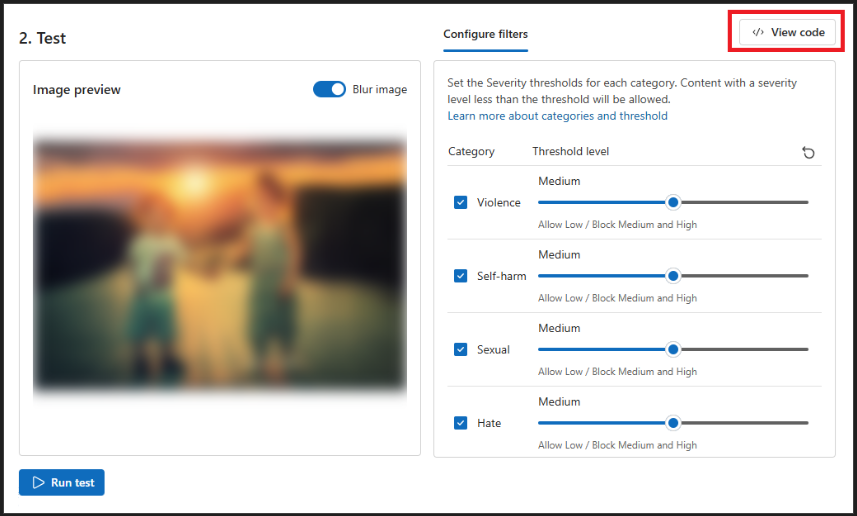 2. Test
Configure filters
</> View code
Image preview
Blur image
Set the Severity thresholds for each category. Content with a severity
level less than the threshold will be allowed.
Learn more about categories and threshold
Category
Threshold level
Medium
Violence
Allow Low / Block Medium and High
Medium
Self-harm
Allow Low / Block Medium and High
Medium
Sexual
Allow Low / Block Medium and High
Medium
Hate
Allow Low / Block Medium and High
Run test